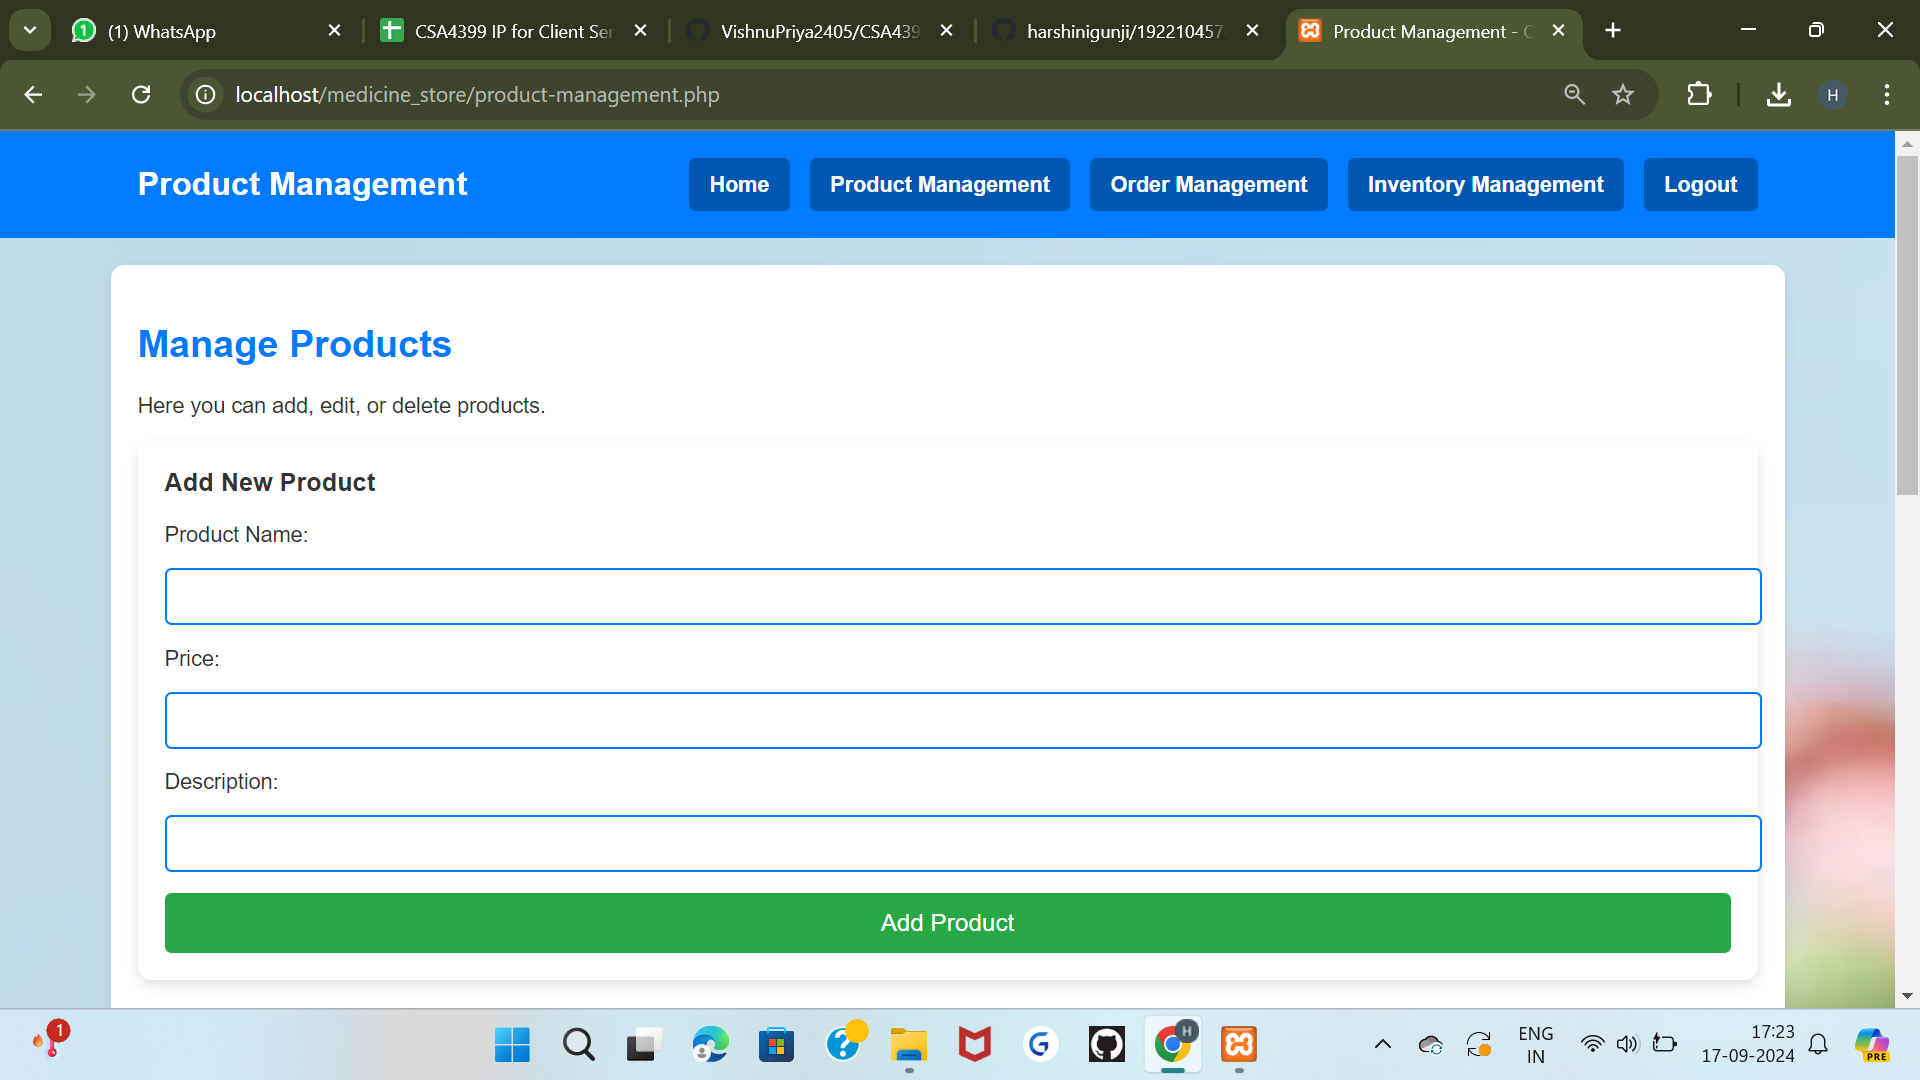 (1) WhatsApp
CSA4399 IP for Client Ser
VishnuPriya2405/CSA439
harshinigunji/192210457
Product Management - C
localhost/medicine_store/product-management.php
H
Product Management
Home
Product Management
Order Management
Inventory Management
Logout
Manage Products
Here you can add, edit, or delete products.
Add New Product
Product Name:
Price:
Description:
Add Product
1
H
ENG
IN
17:23
17-09-2024
PRE